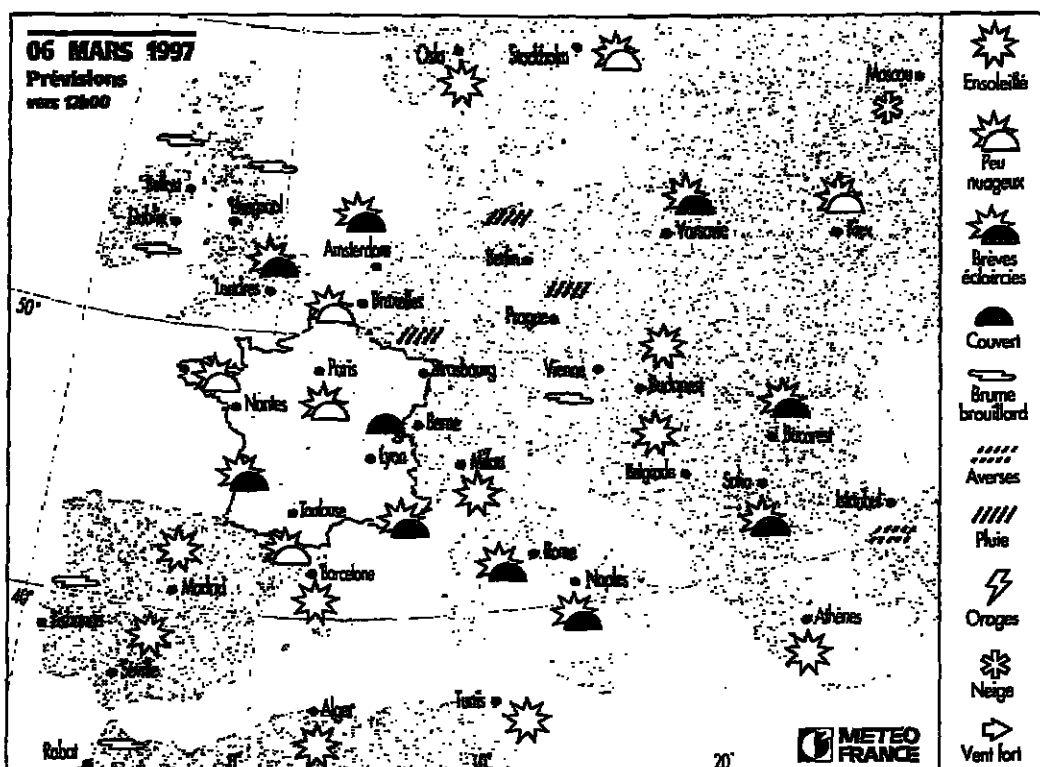 06 MARS 1997
Prévisions
vers 12h00
Oslo
Stockholm
Moscou
Dublin
Liverpool
Amsterdam
Varsovie
Kiev
Berlin
Londres
Bruxelles
50°
Prague
Paris
Strasbourg
Vienne
Budapest
Nantes
Berne
Bucarest
Lyon
Milan
Belgrade
Sofia
Istanbul
Toulouse
Rome
Barcelone
Naples
Madrid
40°
Athènes
Séville
Alger
Tunis
Rabat
0°
10°
20°
METEO
FRANCE
Ensoleillé
Peu
nuageux
Brèves
éclaircies
Couvert
Brume
brouillard
Averses
Pluie
Orages
Neige
Vent fort